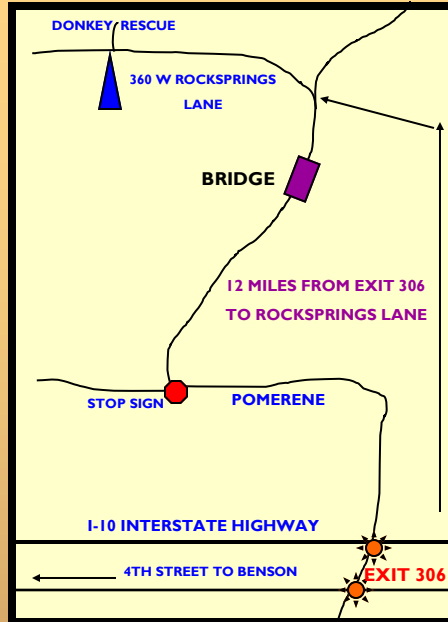 DONKEY RESCUE
360 W ROCKSPRINGS
LANE
BRIDGE
12 MILES FROM EXIT 306
TO ROCKSPRINGS LANE
STOP SIGN
POMERENE
I-10 INTERSTATE HIGHWAY
4TH STREET TO BENSON
EXIT 306